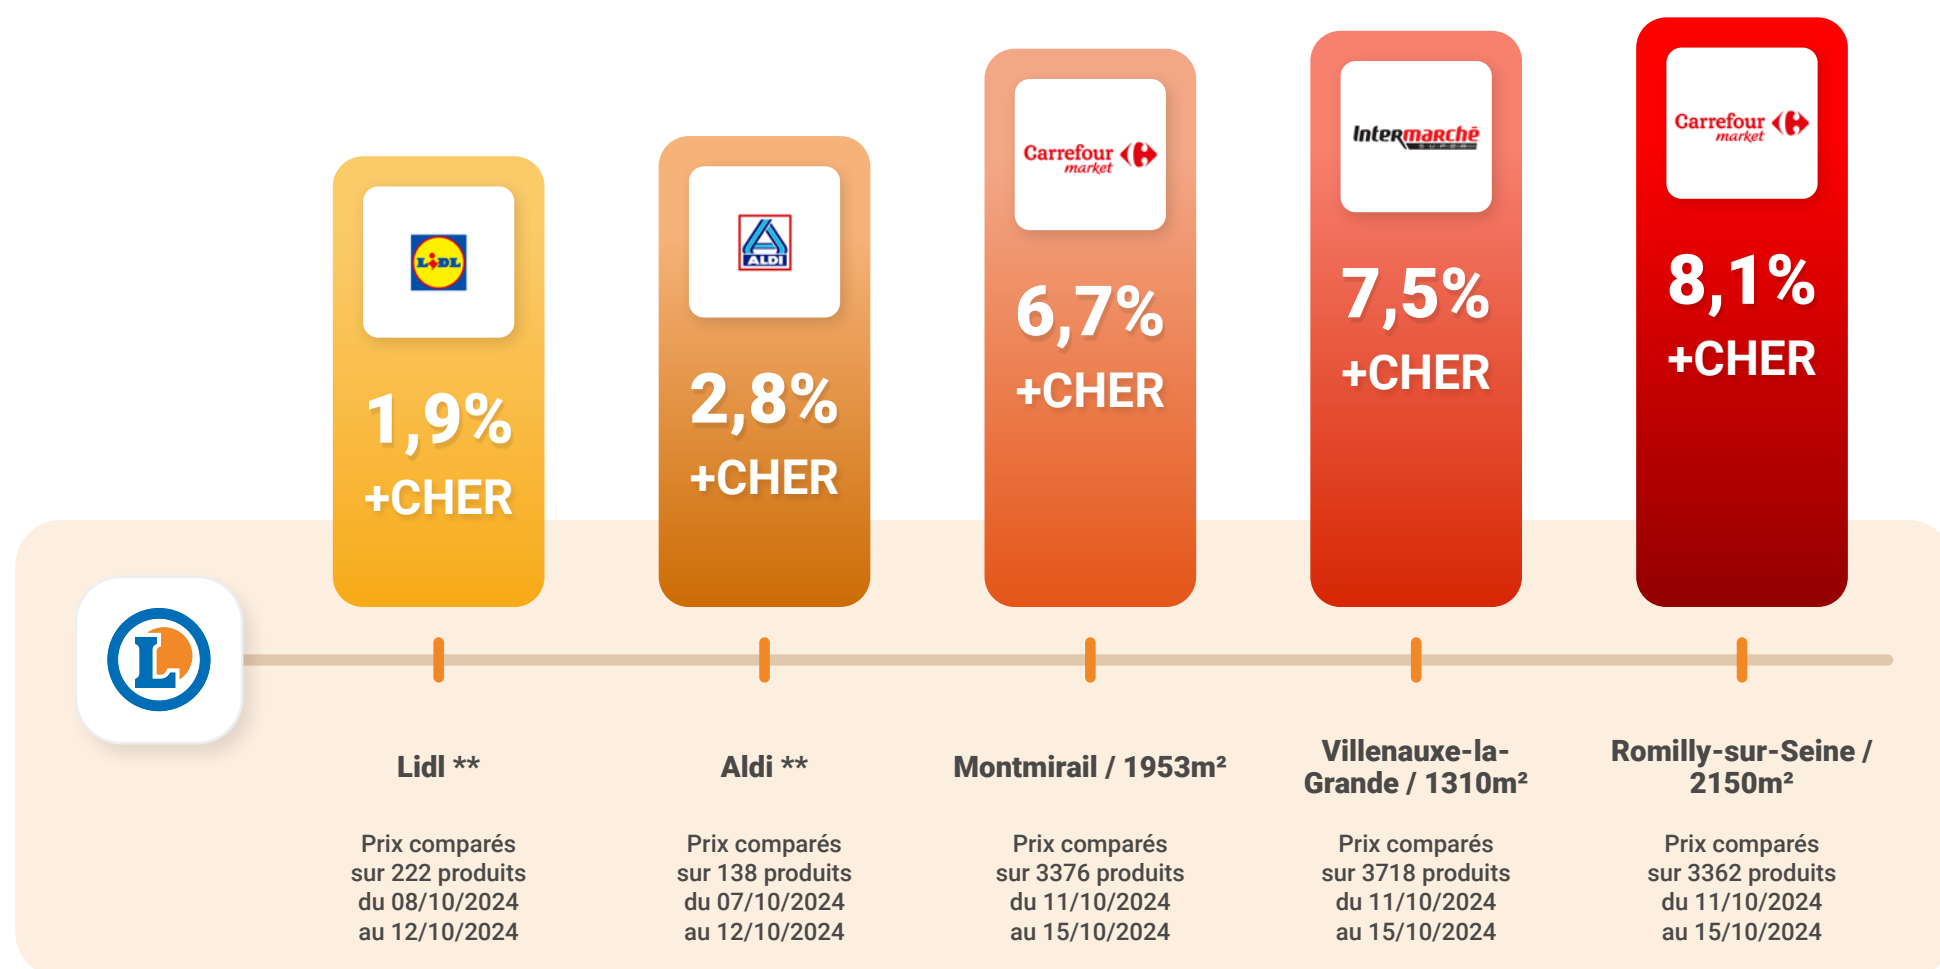 LIDL
1,9%
+CHER
ALDI
2,8%
+CHER
Carrefour
market
6,7%
+CHER
Intermarchē
SUPER
7,5%
+CHER
Carrefour
market
8,1%
+CHER
L
Lidl **
Prix comparés
sur 222 produits
du 08/10/2024
au 12/10/2024
Aldi **
Prix comparés
sur 138 produits
du 07/10/2024
au 12/10/2024
Montmirail / 1953m²
Prix comparés
sur 3376 produits
du 11/10/2024
au 15/10/2024
Villenauxe-la-
Grande / 1310m²
Prix comparés
sur 3718 produits
du 11/10/2024
au 15/10/2024
Romilly-sur-Seine /
2150m²
Prix comparés
sur 3362 produits
du 11/10/2024
au 15/10/2024